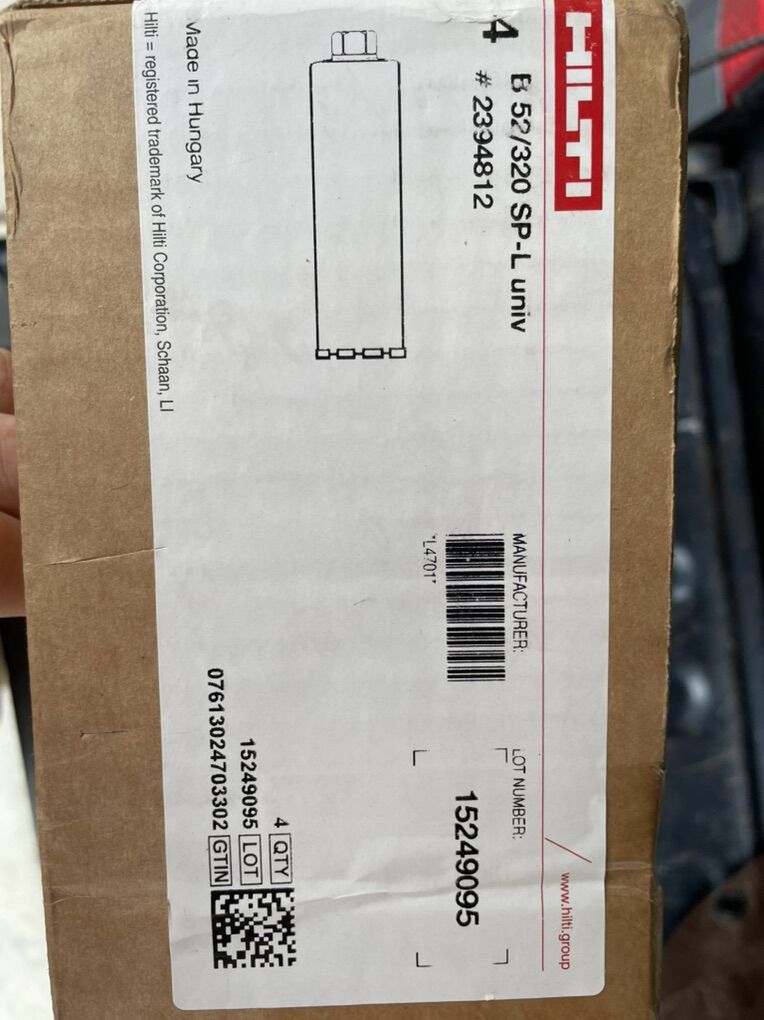 HILTI
www.hilti.group
4 B 52/320 SP-L univ
# 2394812
MANUFACTURER:
*L4701*
LOT NUMBER:
15249095
4 QTY
15249095 LOT
07613024703302 GTIN
Made in Hungary
Hilti = registered trademark of Hilti Corporation, Schaan, LI